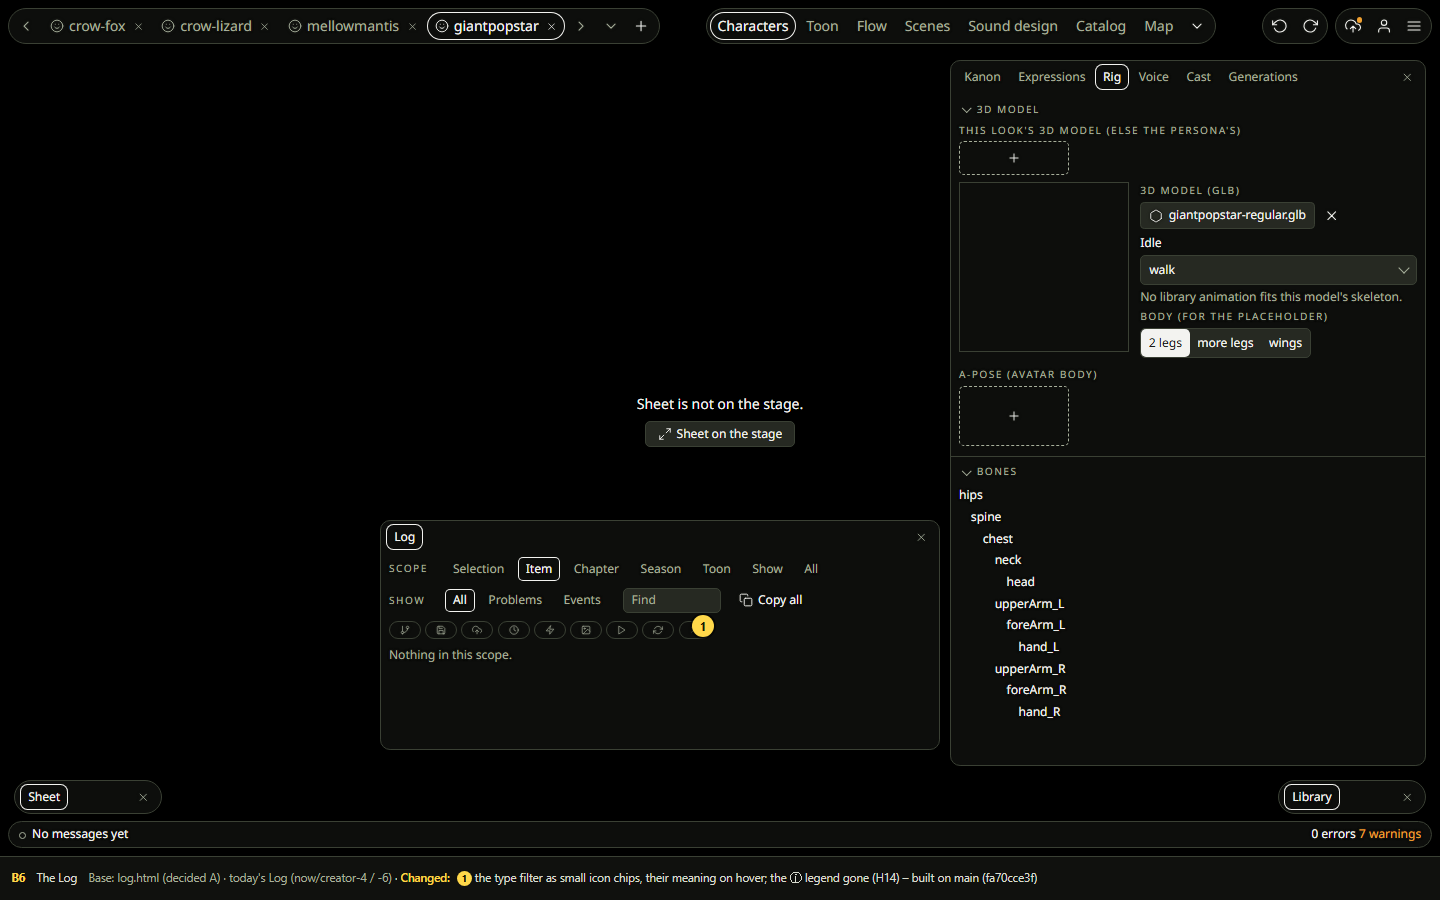 crow-fox crow-lizard mellowmantis giantpopstar
Characters Toon Flow Scenes Sound design Catalog Map
Kanon Expressions Rig Voice Cast Generations
3D MODEL
THIS LOOK'S 3D MODEL (ELSE THE PERSONA'S)
3D MODEL (GLB)
giantpopstar-regular.glb
Idle
walk
No library animation fits this model's skeleton.
BODY (FOR THE PLACEHOLDER)
2 legs more legs wings
A-POSE (AVATAR BODY)
Sheet is not on the stage.
Sheet on the stage
BONES
hips
spine
chest
neck
head
upperArm_L
foreArm_L
hand_L
upperArm_R
foreArm_R
hand_R
Log
SCOPE Selection Item Chapter Season Toon Show All
SHOW All Problems Events Find Copy all
1
Nothing in this scope.
Sheet
Library
No messages yet
0 errors 7 warnings
B6 The Log Base: log.html (decided A) · today's Log (now/creator-4 / -6) · Changed: 1 the type filter as small icon chips, their meaning on hover; the ⓘ legend gone (H14) – built on main (fa70cce3f)